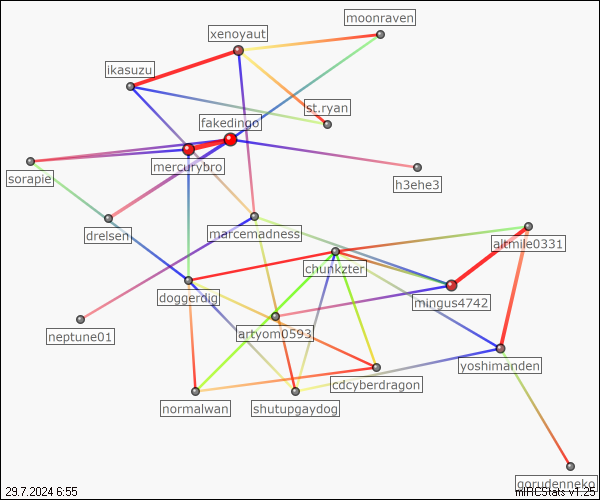 moonraven
xenoyaut
ikasuzu
st.ryan
fakedingo
mercurybro
sorapie
h3ehe3
drelsen
marcemadness
altmile0331
chunkzter
doggerdig
mingus4742
neptune01
artyom0593
yoshimanden
cdcyberdragon
normalwan
shutupgaydog
gorudenneko
29.7.2024 6:55
mIRCStats v1.25